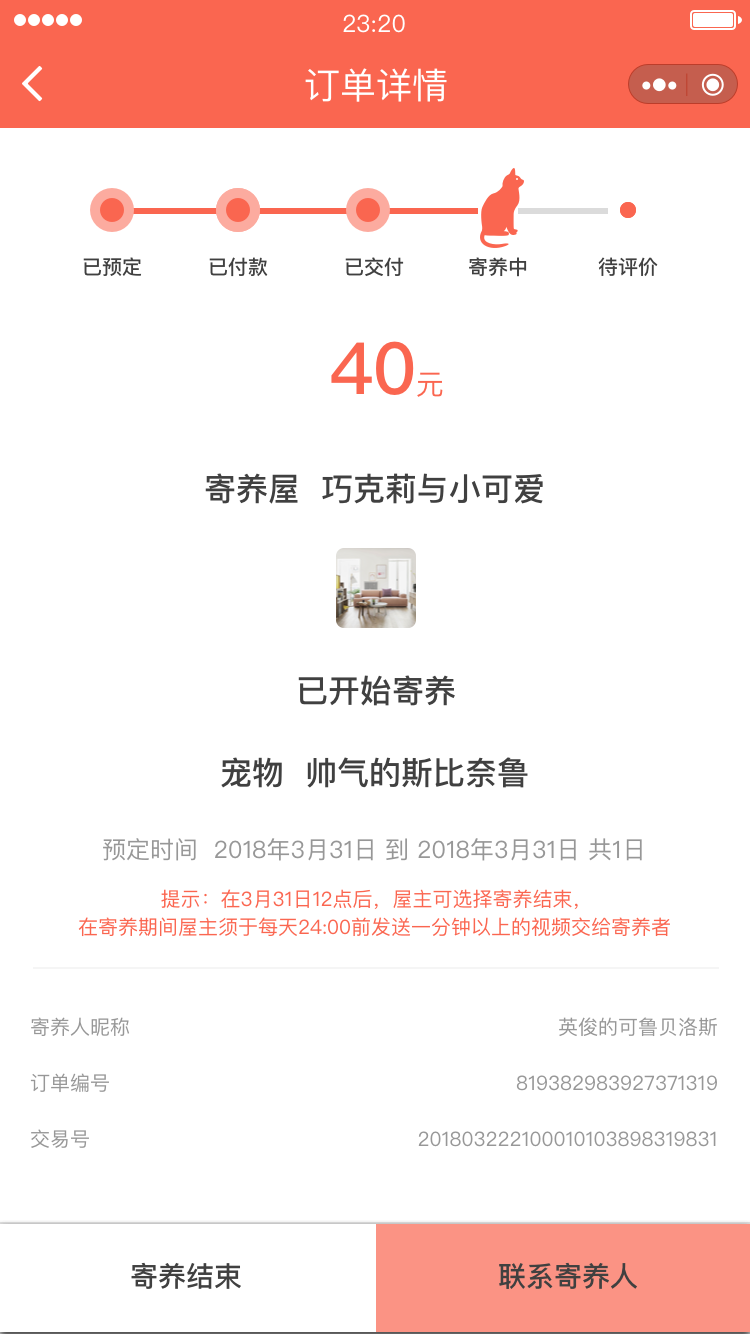 23:20
订单详情
已预定 已付款 已交付 寄养中 待评价
40元
寄养屋 巧克莉与小可爱
已开始寄养
宠物 帅气的斯比奈鲁
预定时间 2018年3月31日 到 2018年3月31日 共1日
提示：在3月31日12点后，屋主可选择寄养结束，
在寄养期间屋主须于每天24:00前发送一分钟以上的视频交给寄养者
寄养人昵称 英俊的可鲁贝洛斯
订单编号 819382983927371319
交易号 20180322210001010389831983​1
寄养结束 联系寄养人